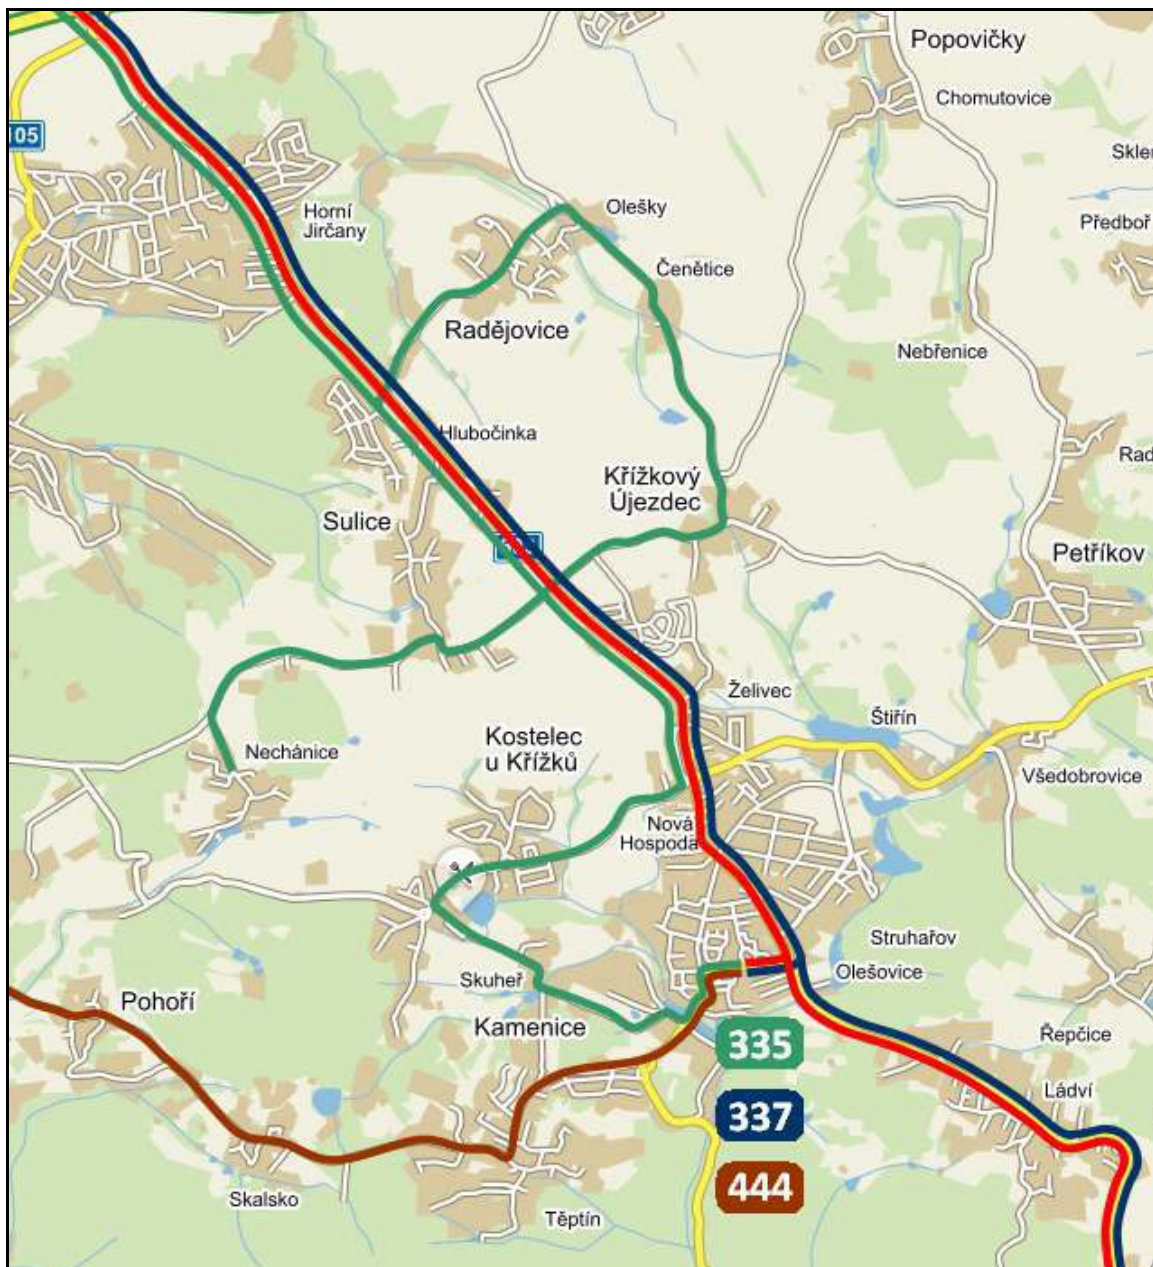 Popovičky
Chomutovice
105
Předboř
Horní
Jirčany
Olešky
Čenětice
Radějovice
Nebřenice
Hlubočinka
Křížkový
Újezdec
Sulice
Petříkov
Želivec
Štiřín
Nechánice
Kostelec
u Křížků
Všedobrovice
Nová
Hospoda
Struhařov
Olešovice
Skuheř
Pohoří
Kamenice
Řepčice
335
Ládví
337
444
Skalsko
Těptín